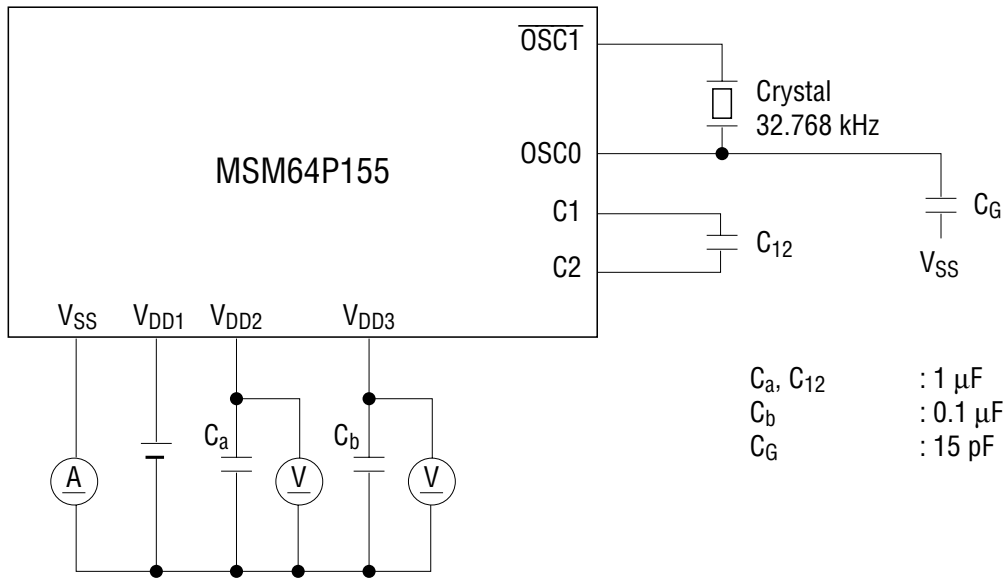 OSC1
Crystal
32.768 kHz
MSM64P155
OSC0
C1
CG
C12
C2
VSS
VSS
VDD1
VDD2
VDD3
Ca, C12 : 1 μF
Cb : 0.1 μF
CG : 15 pF
Ca
Cb
A
V
V